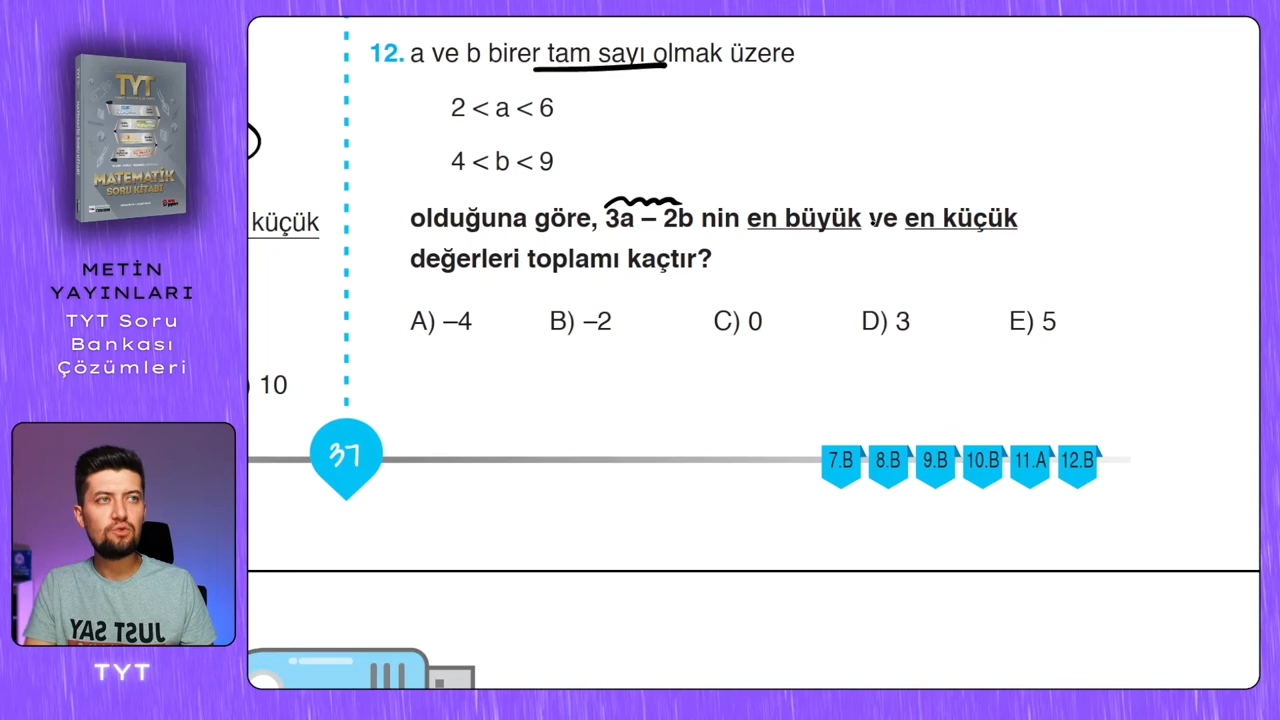 TYT
MATEMATİK
SORU KİTABI
METİN
YAYINLARI
TYT Soru
Bankası
Çözümleri
JUST SAY
TYT
küçük
) 10
12. a ve b birer tam sayı olmak üzere
2 < a < 6
4 < b < 9
olduğuna göre, 3a – 2b nin en büyük ve en küçük
değerleri toplamı kaçtır?
A) –4 B) –2 C) 0 D) 3 E) 5
37
7.B 8.B 9.B 10.B 11.A 12.B